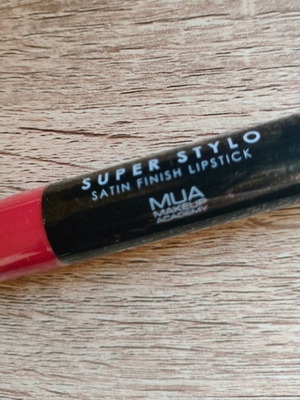 SUPER STYLO
SATIN FINISH LIPSTICK
MUA
MAKEUP
ACADEMY